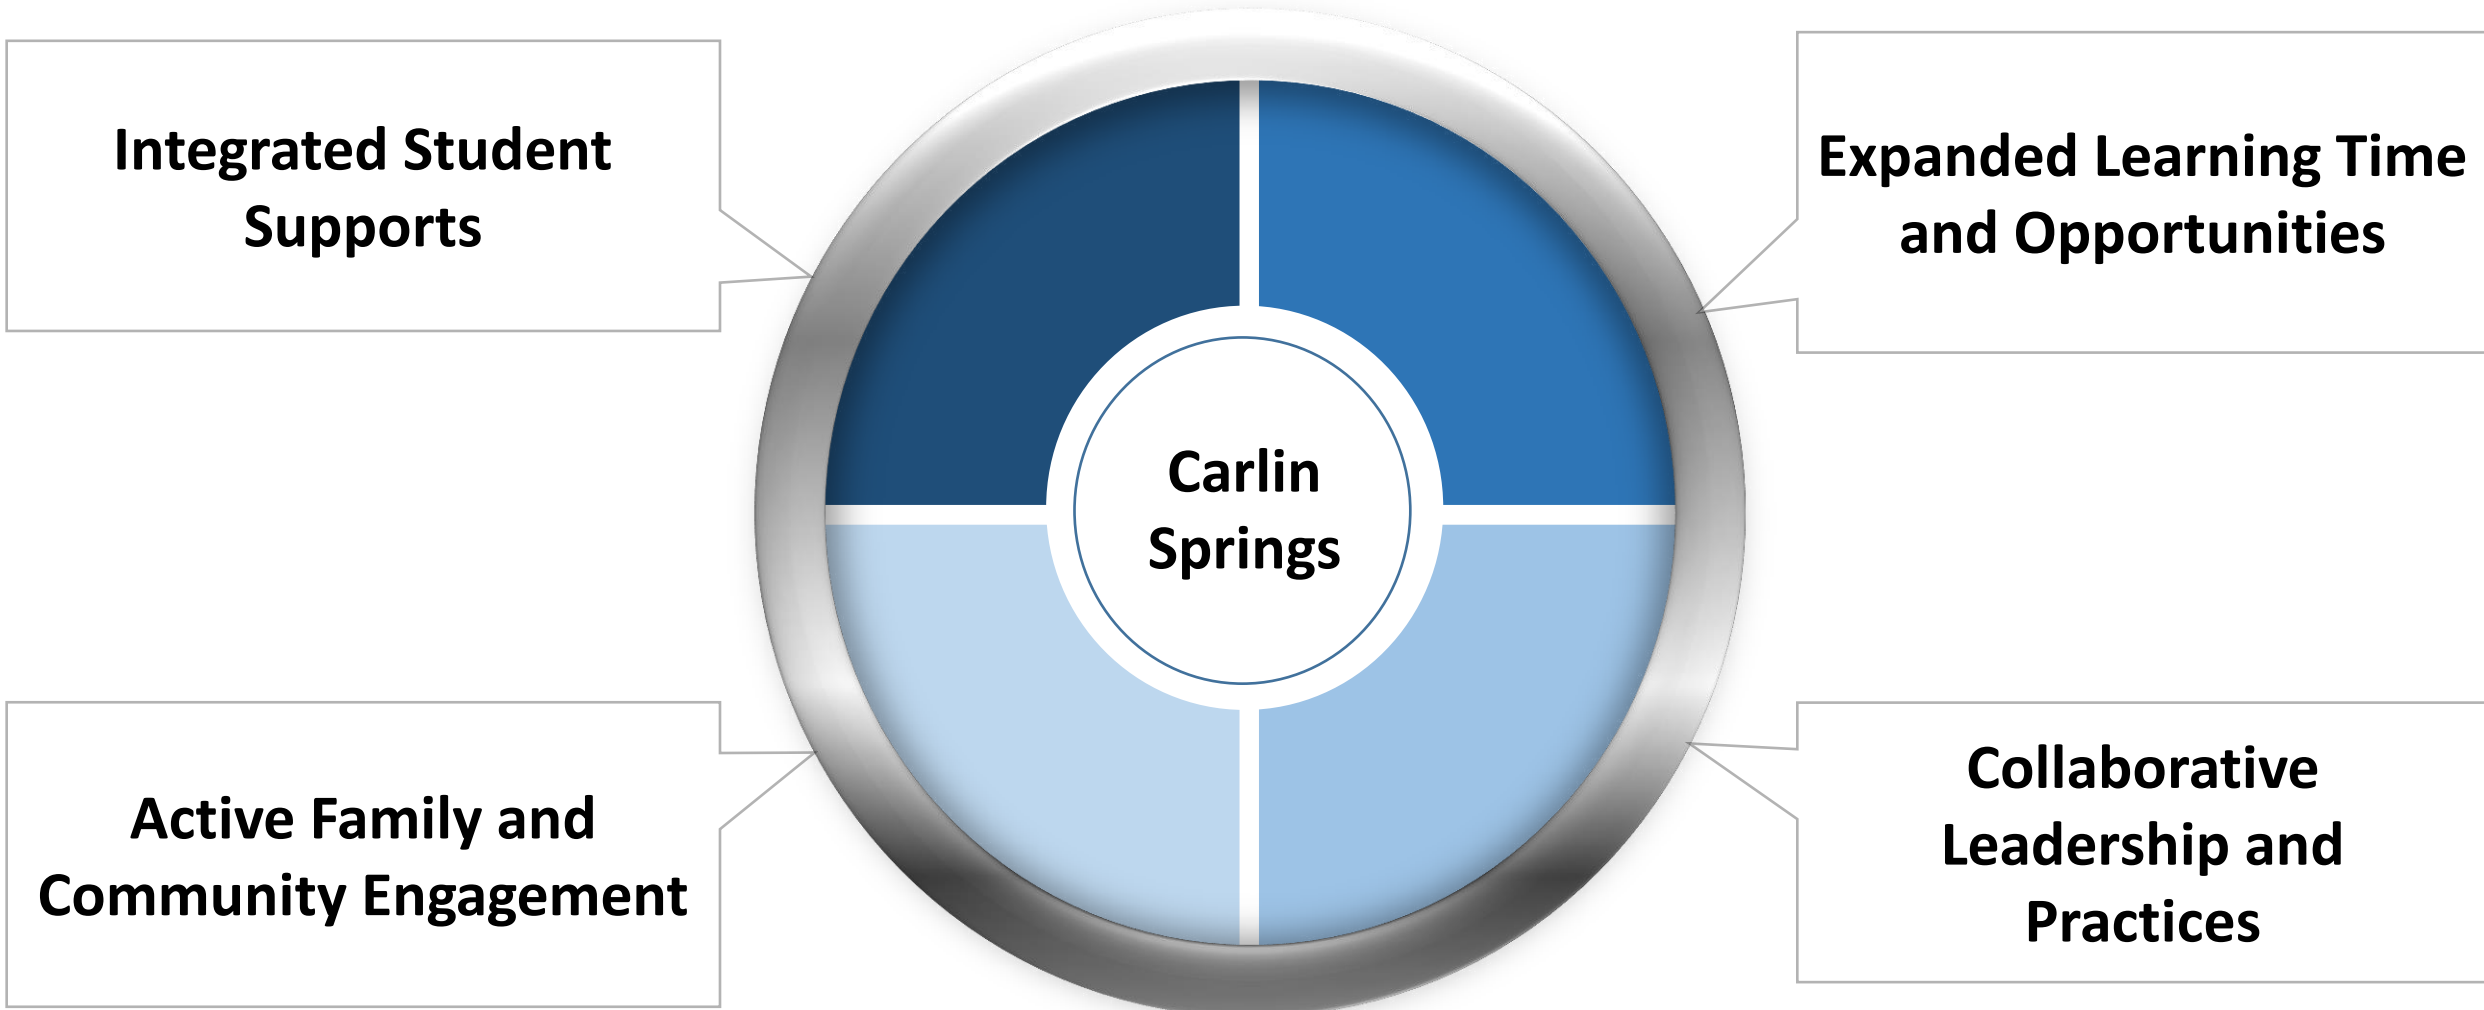 Integrated Student
Supports
Expanded Learning Time
and Opportunities
Carlin
Springs
Active Family and
Community Engagement
Collaborative
Leadership and
Practices